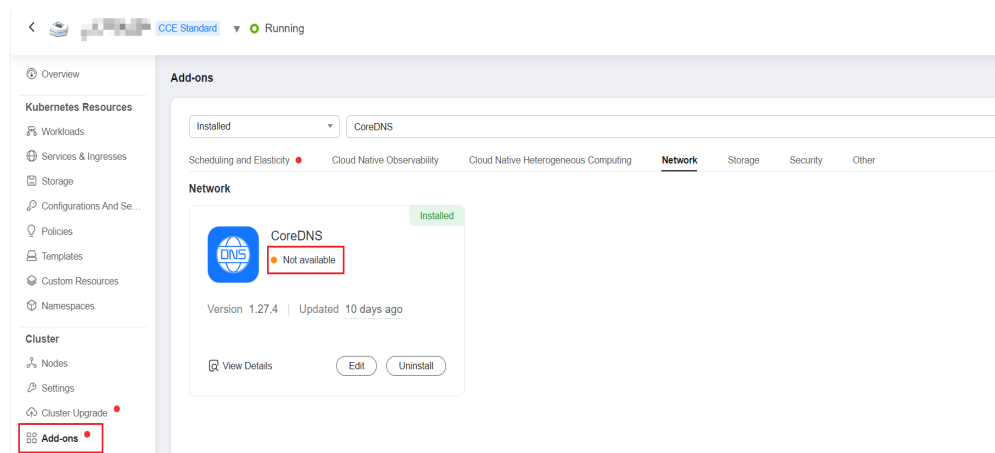 CCE Standard Running
Overview
Kubernetes Resources
Workloads
Services & Ingresses
Storage
Configurations And Se...
Policies
Templates
Custom Resources
Namespaces
Cluster
Nodes
Settings
Cluster Upgrade
Add-ons
Add-ons
Installed CoreDNS
Scheduling and Elasticity Cloud Native Observability Cloud Native Heterogeneous Computing Network Storage Security Other
Network
Installed
CoreDNS
DNS
Not available
Version 1.27.4 | Updated 10 days ago
View Details Edit Uninstall